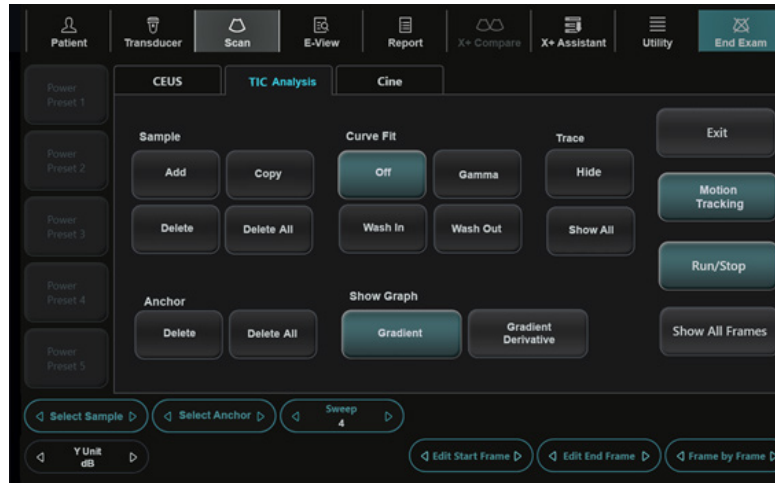 Patient
Transducer
Scan
E-View
Report
X+ Compare
X+ Assistant
Utility
End Exam
Power
Preset 1
Power
Preset 2
Power
Preset 3
Power
Preset 4
Power
Preset 5
CEUS
TIC Analysis
Cine
Sample
Add
Copy
Delete
Delete All
Curve Fit
Off
Gamma
Wash In
Wash Out
Trace
Hide
Show All
Anchor
Delete
Delete All
Show Graph
Gradient
Gradient
Derivative
Exit
Motion
Tracking
Run/Stop
Show All Frames
Select Sample
Select Anchor
Sweep
4
Y Unit
dB
Edit Start Frame
Edit End Frame
Frame by Frame